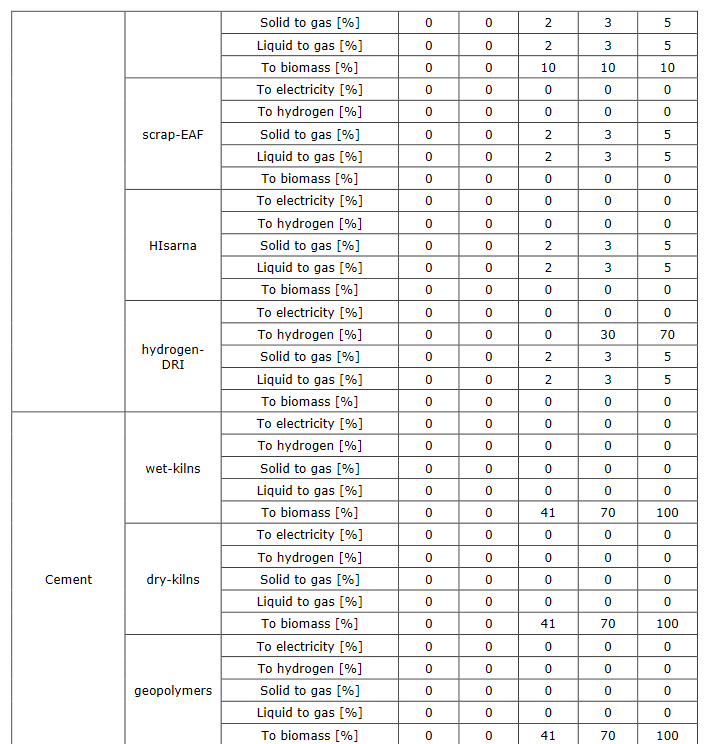 Solid to gas [%] 0 0 2 3 5
Liquid to gas [%] 0 0 2 3 5
To biomass [%] 0 0 10 10 10
To electricity [%] 0 0 0 0 0
To hydrogen [%] 0 0 0 0 0
scrap-EAF Solid to gas [%] 0 0 2 3 5
Liquid to gas [%] 0 0 2 3 5
To biomass [%] 0 0 0 0 0
To electricity [%] 0 0 0 0 0
To hydrogen [%] 0 0 0 0 0
HIsarna Solid to gas [%] 0 0 2 3 5
Liquid to gas [%] 0 0 2 3 5
To biomass [%] 0 0 0 0 0
To electricity [%] 0 0 0 0 0
To hydrogen [%] 0 0 0 30 70
hydrogen-
DRI Solid to gas [%] 0 0 2 3 5
Liquid to gas [%] 0 0 2 3 5
To biomass [%] 0 0 0 0 0
To electricity [%] 0 0 0 0 0
To hydrogen [%] 0 0 0 0 0
wet-kilns Solid to gas [%] 0 0 0 0 0
Liquid to gas [%] 0 0 0 0 0
To biomass [%] 0 0 41 70 100
To electricity [%] 0 0 0 0 0
To hydrogen [%] 0 0 0 0 0
Cement dry-kilns Solid to gas [%] 0 0 0 0 0
Liquid to gas [%] 0 0 0 0 0
To biomass [%] 0 0 41 70 100
To electricity [%] 0 0 0 0 0
To hydrogen [%] 0 0 0 0 0
geopolymers Solid to gas [%] 0 0 0 0 0
Liquid to gas [%] 0 0 0 0 0
To biomass [%] 0 0 41 70 100